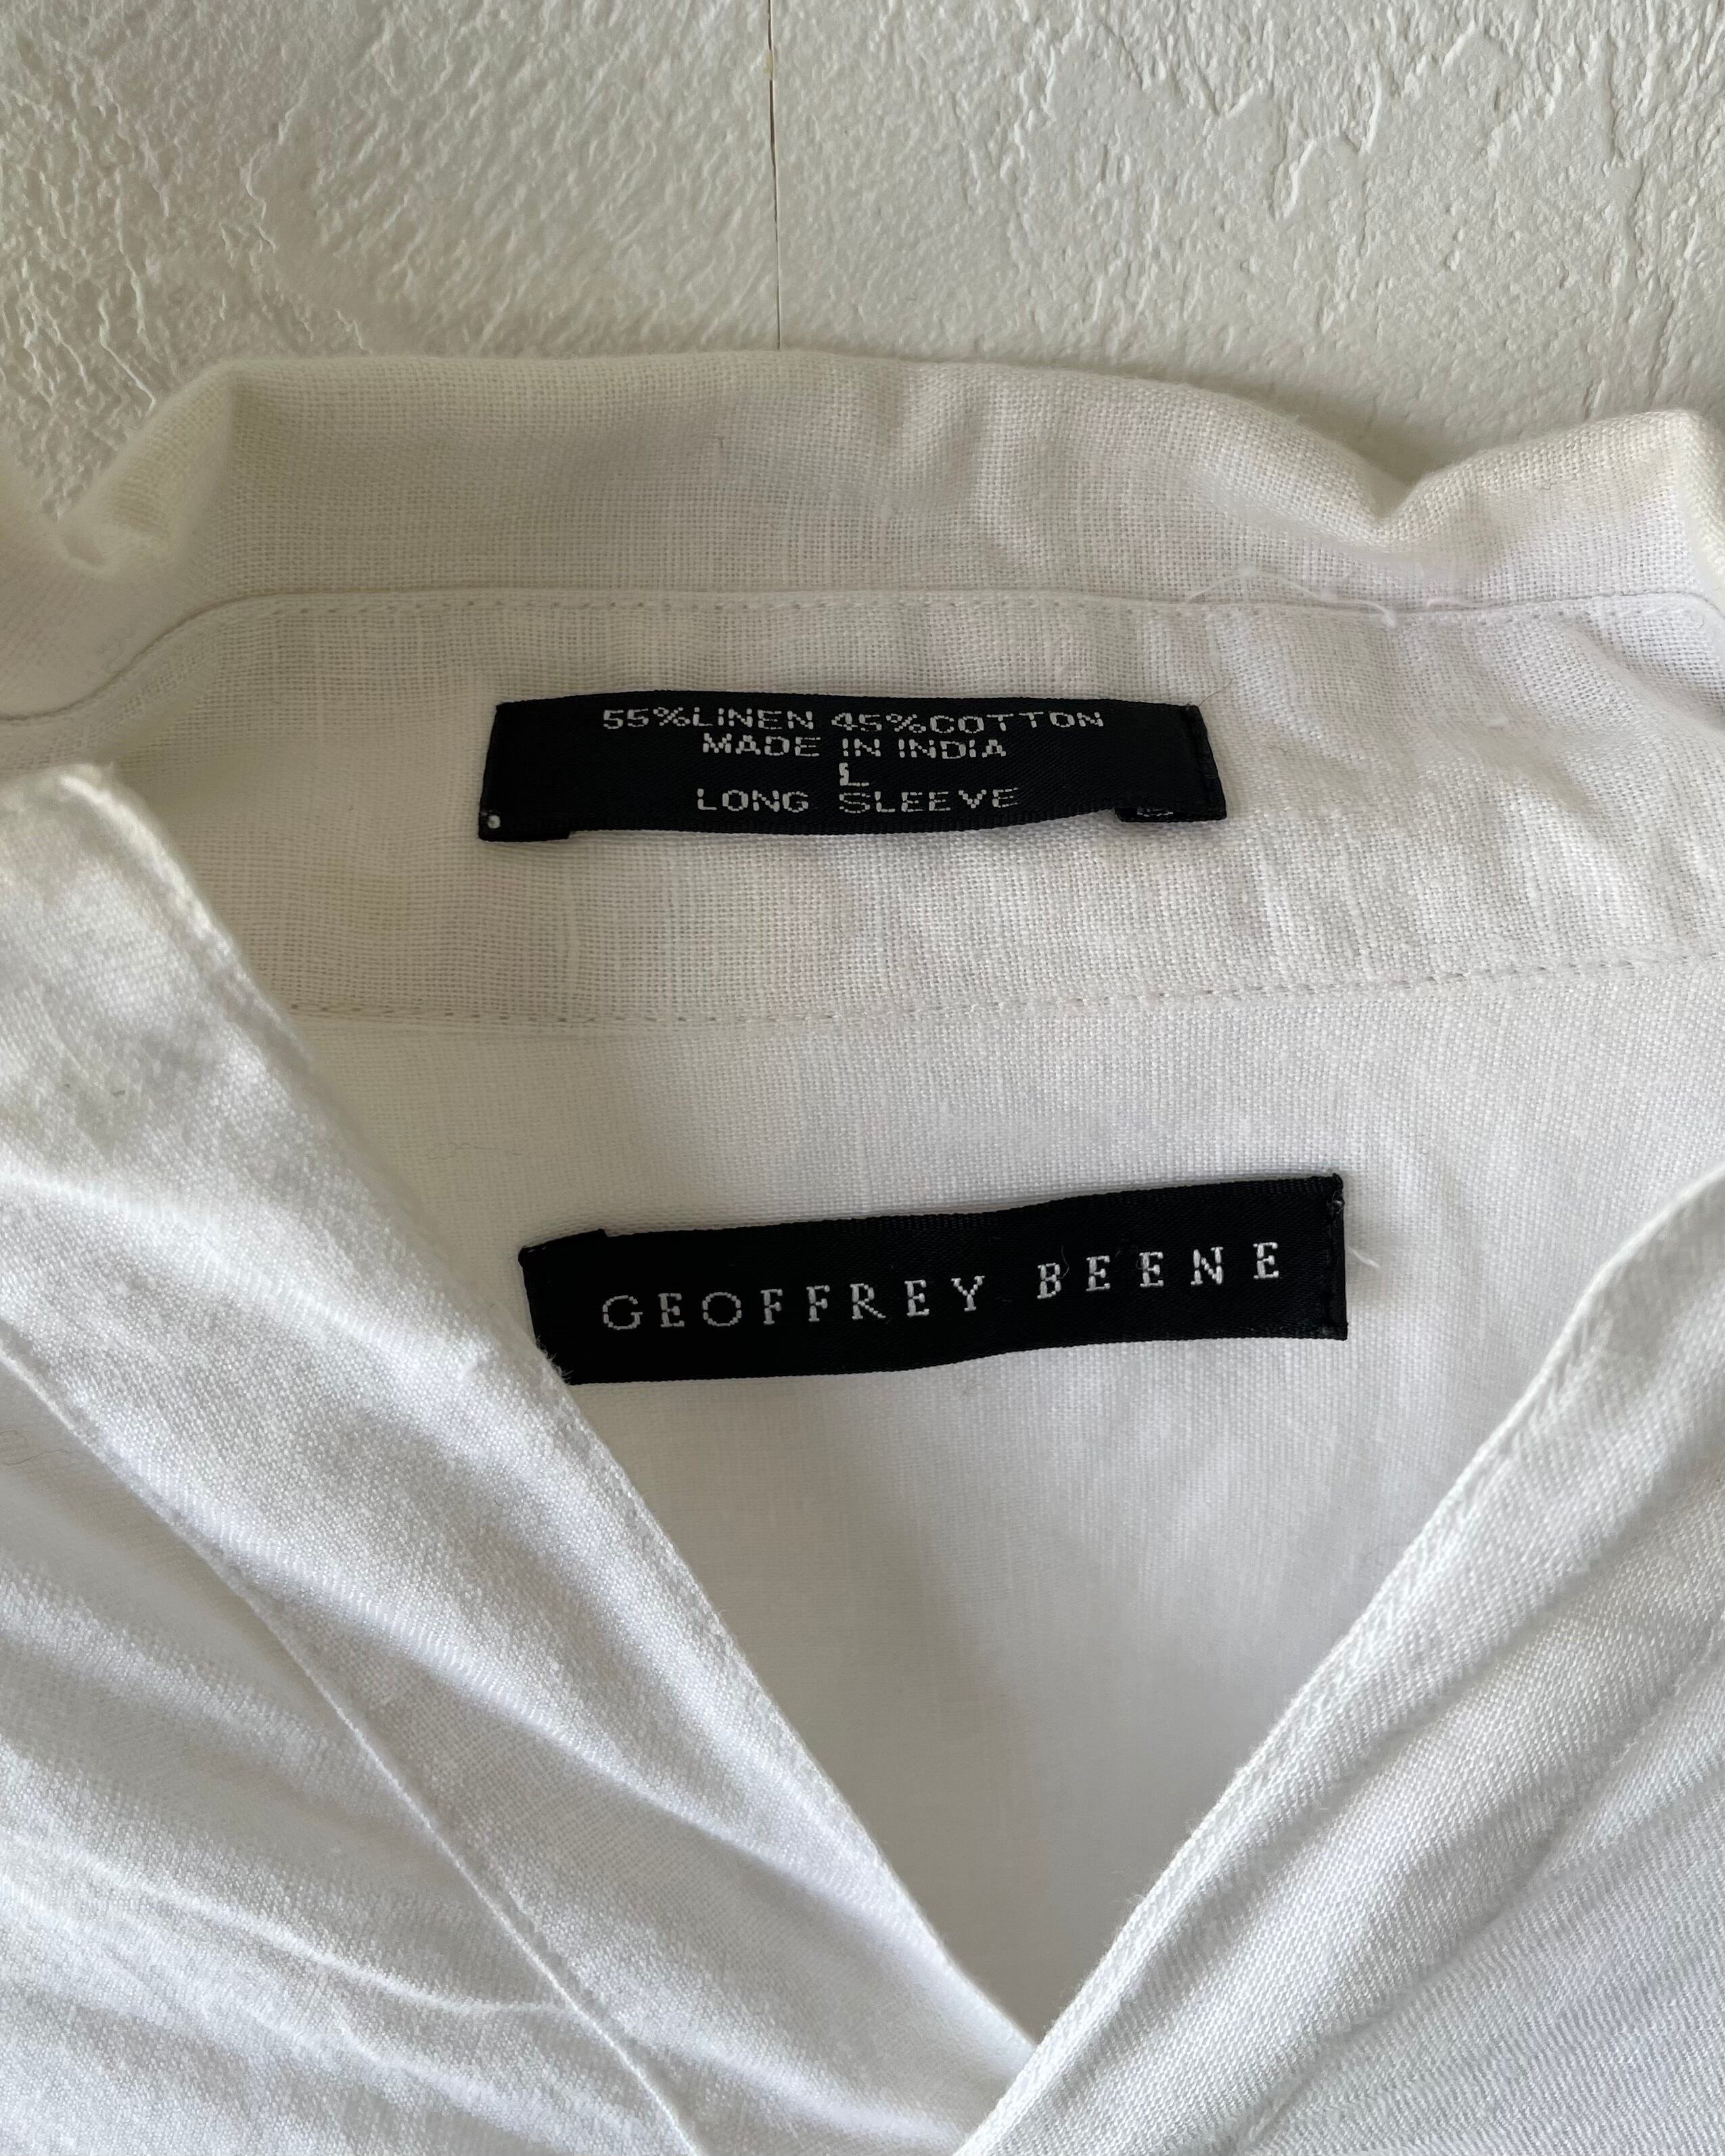 55%LINEN 45%COTTON
MADE IN INDIA
L
LONG SLEEVE
GEOFFREY BEENE